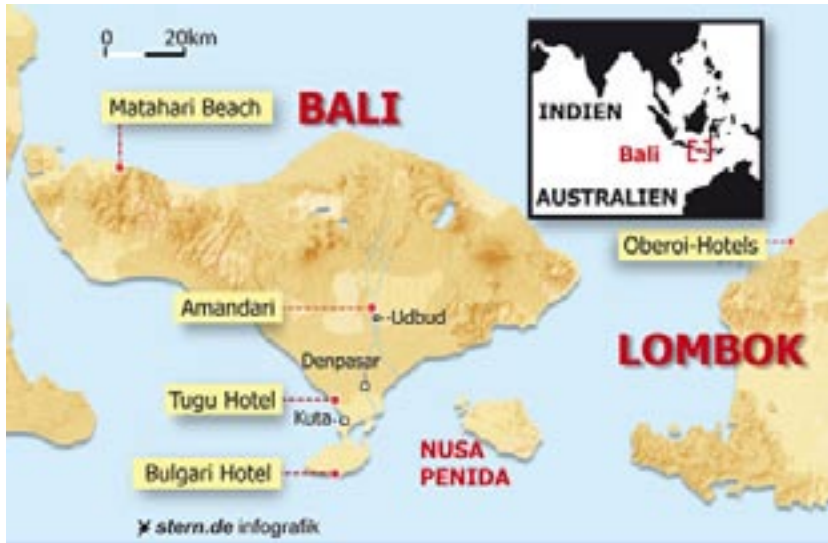 0 20km
Matahari Beach
BALI
INDIEN
Bali
AUSTRALIEN
Oberoi-Hotels
Amandari
Udbud
LOMBOK
Denpasar
Tugu Hotel
Kuta
NUSA
PENIDA
Bulgari Hotel
stern.de infografik